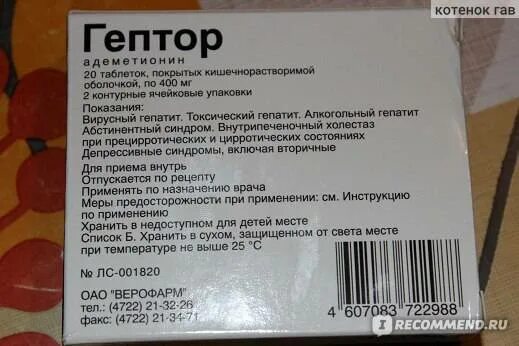 котенок гав
Гептор
адеметионин
20 таблеток, покрытых кишечнорастворимой
оболочкой, по 400 мг
2 контурные ячейковые упаковки
Показания:
Вирусный гепатит. Токсический гепатит. Алкогольный гепатит
Абстинентный синдром. Внутрипеченочный холестаз
при прецирротических и цирротических состояниях
Депрессивные синдромы, включая вторичные
Для приема внутрь
Отпускается по рецепту
Применять по назначению врача
Меры предосторожности при применении: см. Инструкцию
по применению
Хранить в недоступном для детей месте
Список Б. Хранить в сухом, защищенном от света месте
при температуре не выше 25 °С
№ ЛС-001820
ОАО "ВЕРОФАРМ"
тел.: (4722) 21-32-26
факс: (4722) 21-34-71
4 607083 722988
IRECOMMEND.RU